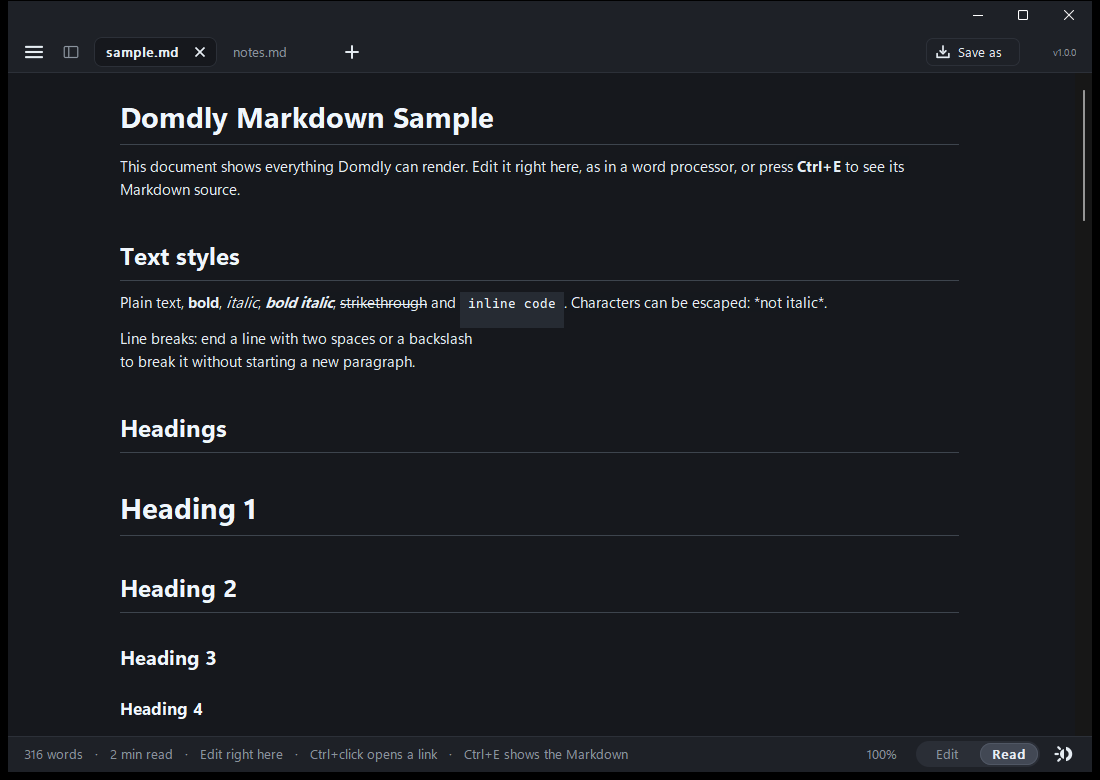 sample.md
notes.md
Save as
v1.0.0
Domdly Markdown Sample
This document shows everything Domdly can render. Edit it right here, as in a word processor, or press Ctrl+E to see its
Markdown source.
Text styles
Plain text, bold, italic, bold italic, strikethrough and inline code. Characters can be escaped: *not italic*.
Line breaks: end a line with two spaces or a backslash
to break it without starting a new paragraph.
Headings
Heading 1
Heading 2
Heading 3
Heading 4
316 words · 2 min read · Edit right here · Ctrl+click opens a link · Ctrl+E shows the Markdown
100%
Edit
Read